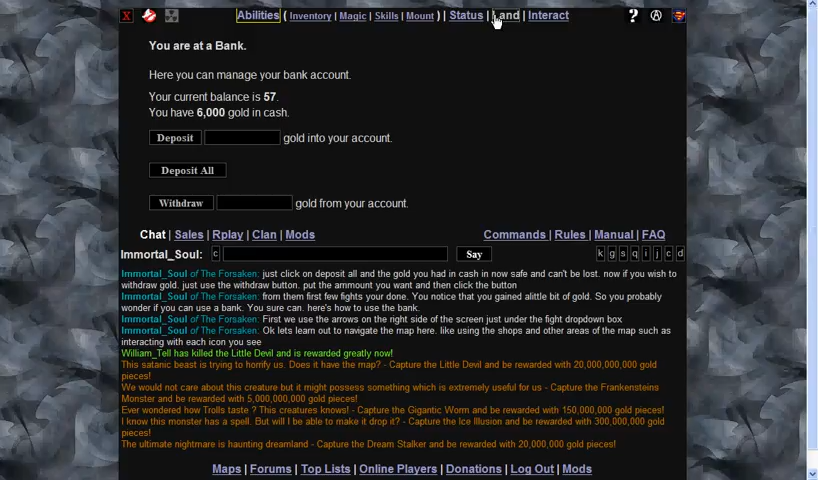 X Abilities ( Inventory | Magic | Skills | Mount ) | Status | Land | Interact ? A
You are at a Bank.
Here you can manage your bank account.
Your current balance is 57.
You have 6,000 gold in cash.
Deposit gold into your account.
Deposit All
Withdraw gold from your account.
Chat | Sales | Rplay | Clan | Mods Commands | Rules | Manual | FAQ
Immortal_Soul: c Say k g s q i j c d
Immortal_Soul of The Forsaken: just click on deposit all and the gold you had in cash in now safe and can't be lost. now if you wish to
withdraw gold. just use the withdraw button. put the ammount you want and then click the button
Immortal_Soul of The Forsaken: from them first few fights your done. You notice that you gained alittle bit of gold. So you probably
wonder if you can use a bank. You sure can. here's how to use the bank.
Immortal_Soul of The Forsaken: First we use the arrows on the right side of the screen just under the fight dropdown box
Immortal_Soul of The Forsaken: Ok lets learn out to navigate the map here. like using the shops and other areas of the map such as
interacting with each icon you see
William_Tell has killed the Little Devil and is rewarded greatly now!
This satanic beast is trying to horrify us. Does it have the map? - Capture the Little Devil and be rewarded with 20,000,000,000 gold
pieces!
We would not care about this creature but it might possess something which is extremely useful for us - Capture the Frankensteins
Monster and be rewarded with 5,000,000,000 gold pieces!
Ever wondered how Trolls taste ? This creatures knows! - Capture the Gigantic Worm and be rewarded with 150,000,000 gold pieces!
I know this monster has a spell. But will I be able to make it drop it? - Capture the Ice Illusion and be rewarded with 300,000,000 gold
pieces!
The ultimate nightmare is haunting dreamland - Capture the Dream Stalker and be rewarded with 20,000,000 gold pieces!
Maps | Forums | Top Lists | Online Players | Donations | Log Out | Mods